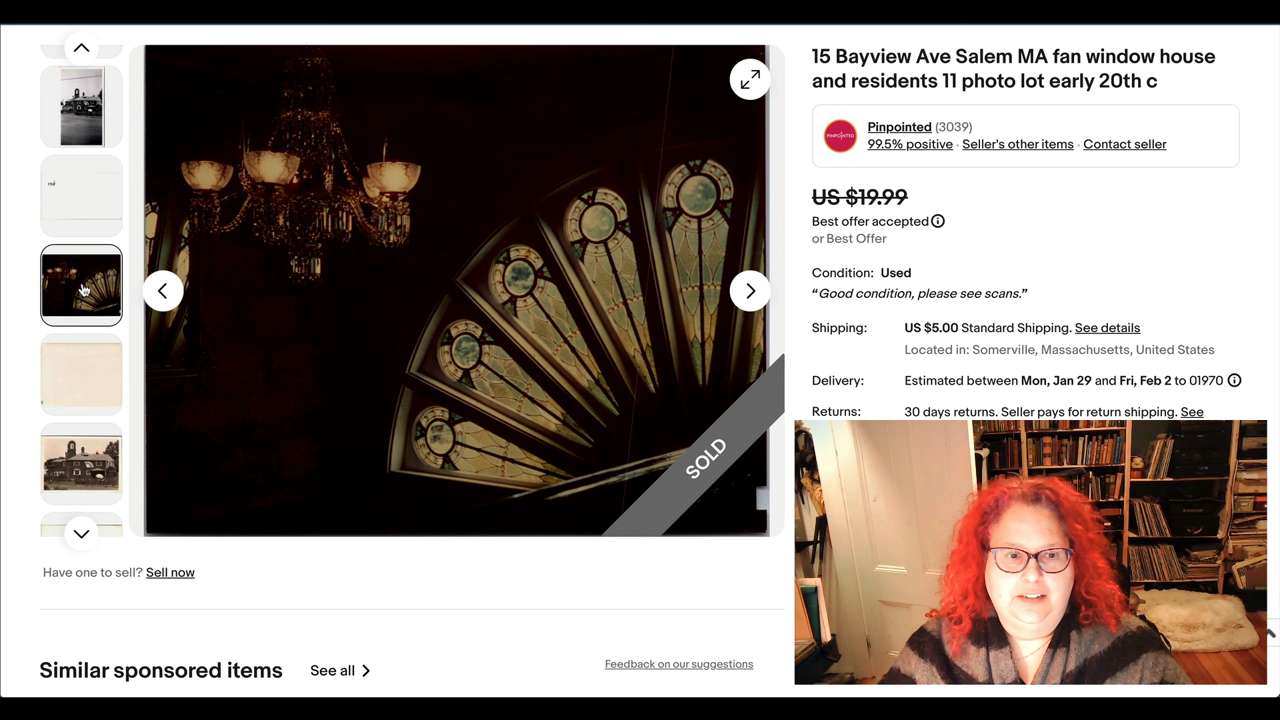 15 Bayview Ave Salem MA fan window house
and residents 11 photo lot early 20th c
PINPOINTED
Pinpointed (3039)
99.5% positive · Seller's other items · Contact seller
US $19.99
Best offer accepted
or Best Offer
Condition: Used
“Good condition, please see scans.”
Shipping: US $5.00 Standard Shipping. See details
Located in: Somerville, Massachusetts, United States
Delivery: Estimated between Mon, Jan 29 and Fri, Feb 2 to 01970
Returns: 30 days returns. Seller pays for return shipping. See
SOLD
Have one to sell? Sell now
Similar sponsored items See all
Feedback on our suggestions